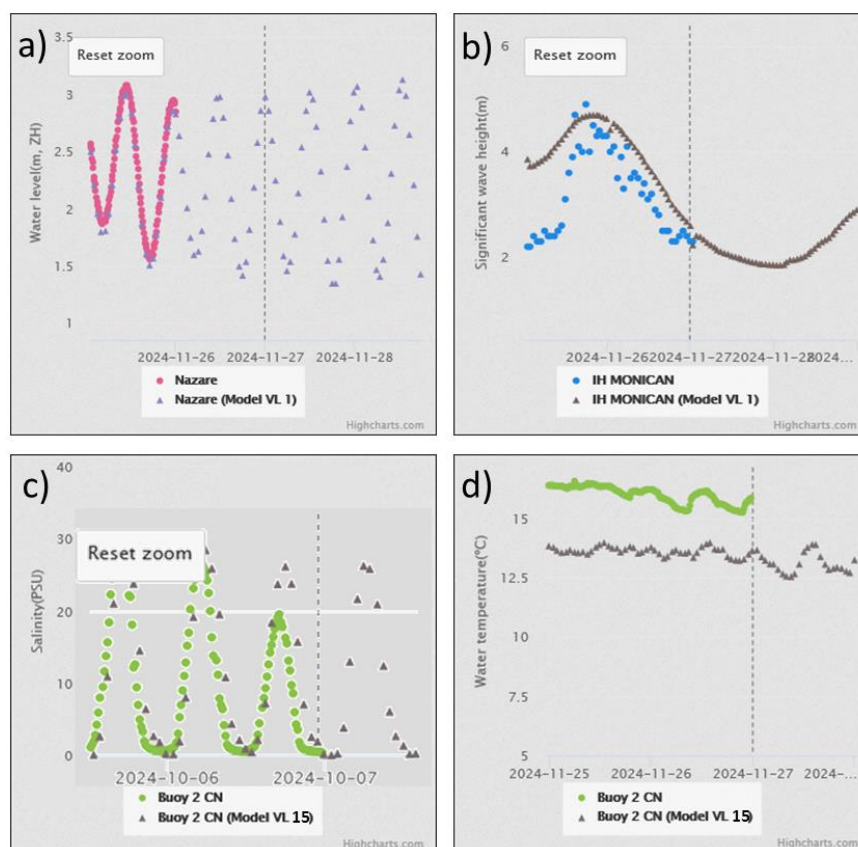 a)
3.5
Reset zoom
3
2.5
2
1.5
1
Water level(m, ZH)
2024-11-26 2024-11-27 2024-11-28
Nazare
Nazare (Model VL 1)
Highcharts.com
b)
6
Reset zoom
4
2
Significant wave height(m)
2024-11-26 2024-11-27 2024-11-28 2024...
IH MONICAN
IH MONICAN (Model VL 1)
Highcharts.com
c)
40
30
Reset zoom
20
10
0
Salinity(PSU)
2024-10-06 2024-10-07
Buoy 2 CN
Buoy 2 CN (Model VL 15)
Highcharts.com
d)
15
12.5
10
7.5
5
Water temperature(°C)
2024-11-25 2024-11-26 2024-11-27 2024-...
Buoy 2 CN
Buoy 2 CN (Model VL 15)
Highcharts.com